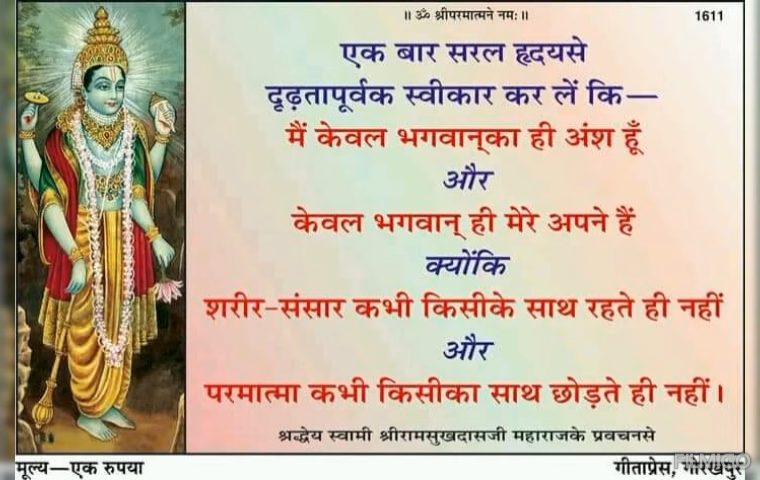 ॥ ॐ श्रीपरमात्मने नमः॥ 1611
एक बार सरल हृदयसे
दृढ़तापूर्वक स्वीकार कर लें कि—
मैं केवल भगवान्‌का ही अंश हूँ
और
केवल भगवान् ही मेरे अपने हैं
क्योंकि
शरीर-संसार कभी किसीके साथ रहते ही नहीं
और
परमात्मा कभी किसीका साथ छोड़ते ही नहीं।
श्रद्धेय स्वामी श्रीरामसुखदासजी महाराजके प्रवचनसे
मूल्य—एक रुपया गीताप्रेस, गोरखपुर
FILMIGO